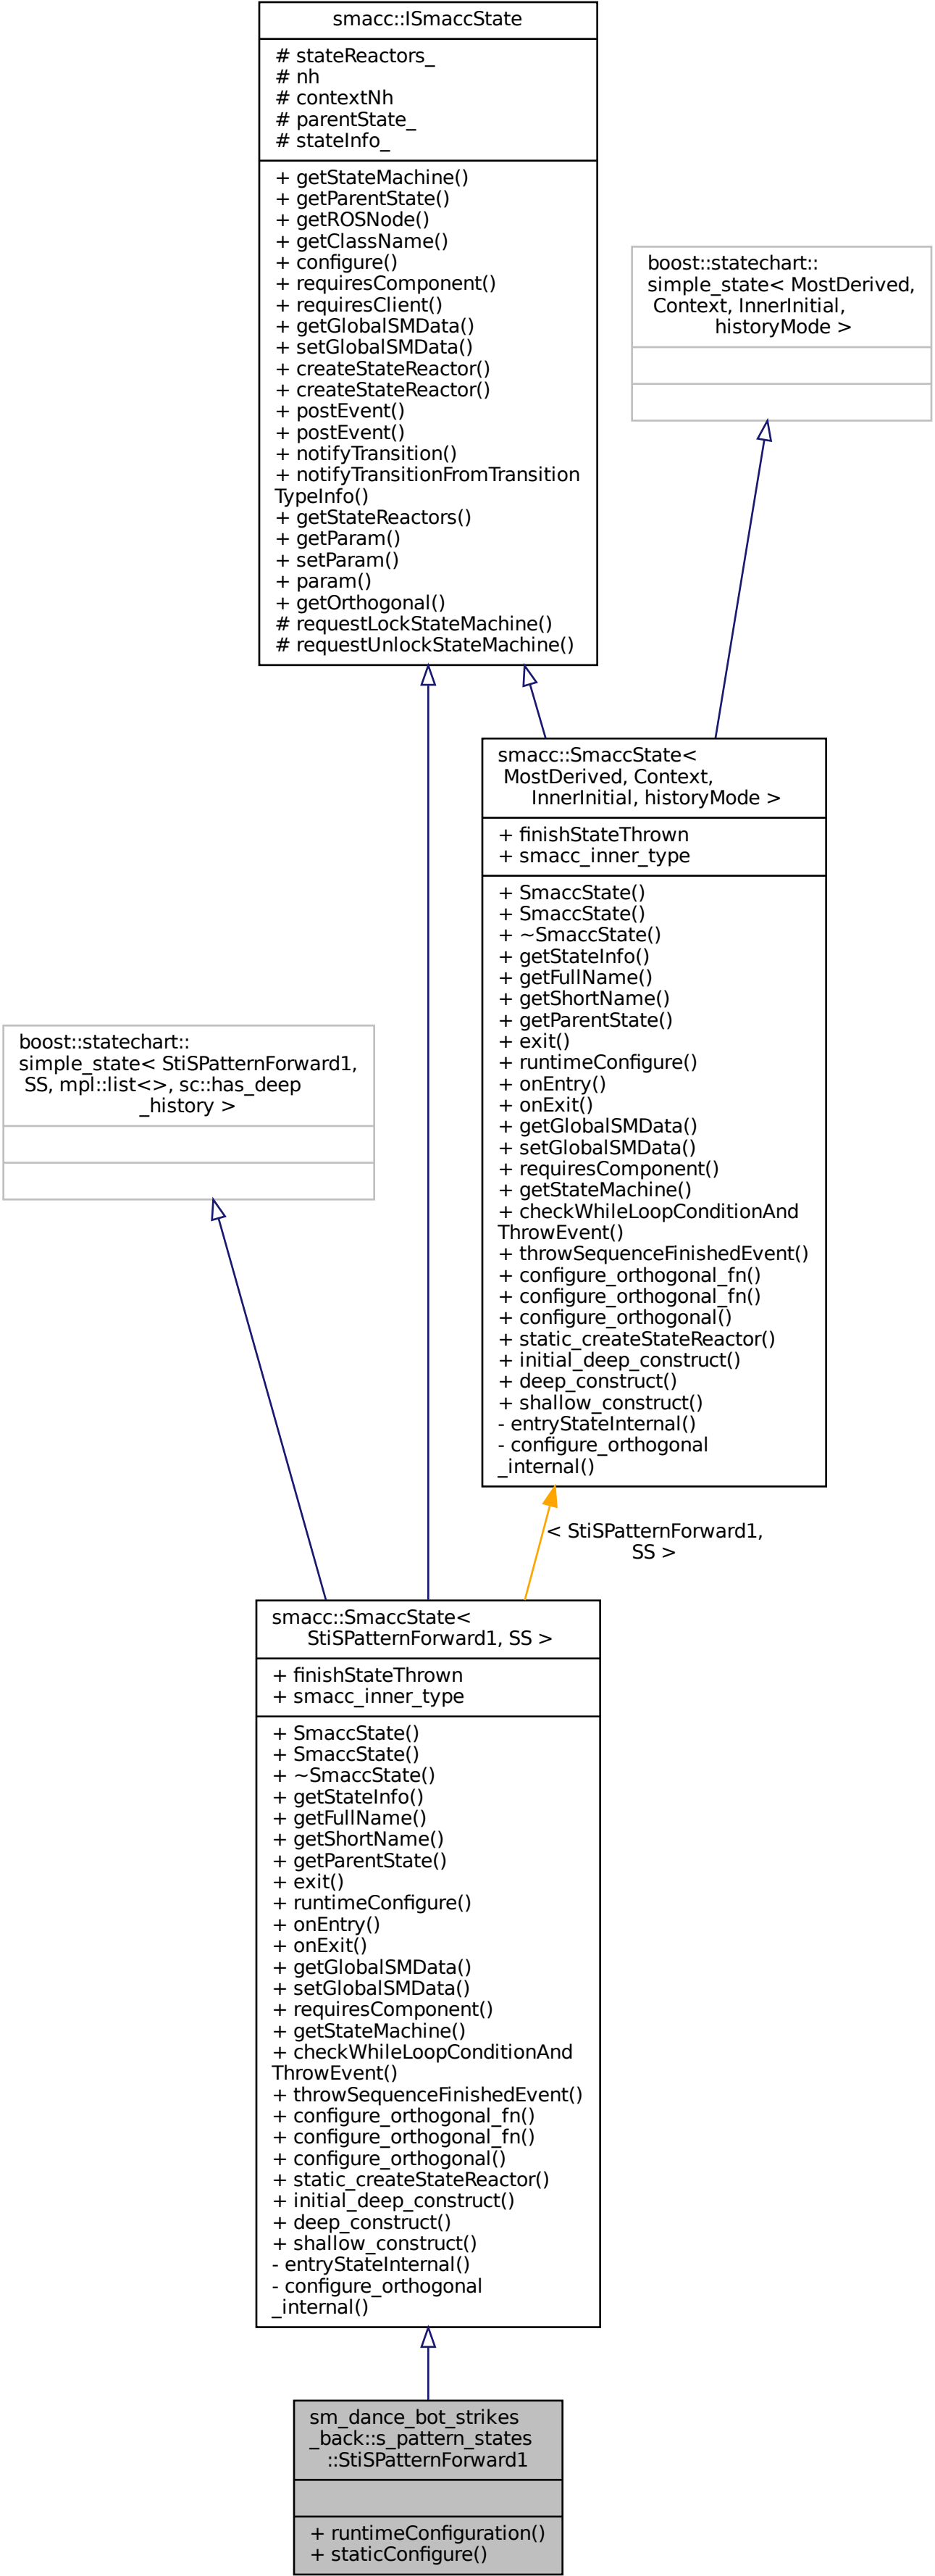 smacc::ISmaccState
# stateReactors_
# nh
# contextNh
# parentState_
# stateInfo_
+ getStateMachine()
+ getParentState()
+ getROSNode()
+ getClassName()
+ configure()
+ requiresComponent()
+ requiresClient()
+ getGlobalSMData()
+ setGlobalSMData()
+ createStateReactor()
+ createStateReactor()
+ postEvent()
+ postEvent()
+ notifyTransition()
+ notifyTransitionFromTransition
TypeInfo()
+ getStateReactors()
+ getParam()
+ setParam()
+ param()
+ getOrthogonal()
# requestLockStateMachine()
# requestUnlockStateMachine()
boost::statechart::
simple_state< MostDerived,
Context, InnerInitial,
historyMode >
smacc::SmaccState<
MostDerived, Context,
InnerInitial, historyMode >
+ finishStateThrown
+ smacc_inner_type
+ SmaccState()
+ SmaccState()
+ ~SmaccState()
+ getStateInfo()
+ getFullName()
+ getShortName()
+ getParentState()
+ exit()
+ runtimeConfigure()
+ onEntry()
+ onExit()
+ getGlobalSMData()
+ setGlobalSMData()
+ requiresComponent()
+ getStateMachine()
+ checkWhileLoopConditionAnd
ThrowEvent()
+ throwSequenceFinishedEvent()
+ configure_orthogonal_fn()
+ configure_orthogonal_fn()
+ configure_orthogonal()
+ static_createStateReactor()
+ initial_deep_construct()
+ deep_construct()
+ shallow_construct()
- entryStateInternal()
- configure_orthogonal
_internal()
boost::statechart::
simple_state< StiSPatternForward1,
SS, mpl::list<>, sc::has_deep
_history >
< StiSPatternForward1,
SS >
smacc::SmaccState<
StiSPatternForward1, SS >
+ finishStateThrown
+ smacc_inner_type
+ SmaccState()
+ SmaccState()
+ ~SmaccState()
+ getStateInfo()
+ getFullName()
+ getShortName()
+ getParentState()
+ exit()
+ runtimeConfigure()
+ onEntry()
+ onExit()
+ getGlobalSMData()
+ setGlobalSMData()
+ requiresComponent()
+ getStateMachine()
+ checkWhileLoopConditionAnd
ThrowEvent()
+ throwSequenceFinishedEvent()
+ configure_orthogonal_fn()
+ configure_orthogonal_fn()
+ configure_orthogonal()
+ static_createStateReactor()
+ initial_deep_construct()
+ deep_construct()
+ shallow_construct()
- entryStateInternal()
- configure_orthogonal
_internal()
sm_dance_bot_strikes
_back::s_pattern_states
::StiSPatternForward1
+ runtimeConfiguration()
+ staticConfigure()